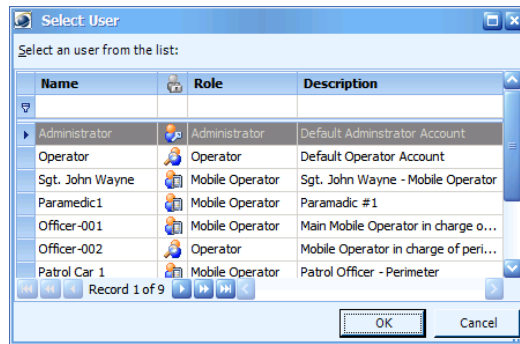 Select User
Select an user from the list:
Name Role Description
Administrator Administrator Default Adminstrator Account
Operator Operator Default Operator Account
Sgt. John Wayne Mobile Operator Sgt. John Wayne - Mobile Operator
Paramedic1 Mobile Operator Paramadic #1
Officer-001 Mobile Operator Main Mobile Operator in charge o...
Officer-002 Operator Mobile Operator in charge of peri...
Patrol Car 1 Mobile Operator Patrol Officer - Perimeter
Record 1 of 9
OK Cancel